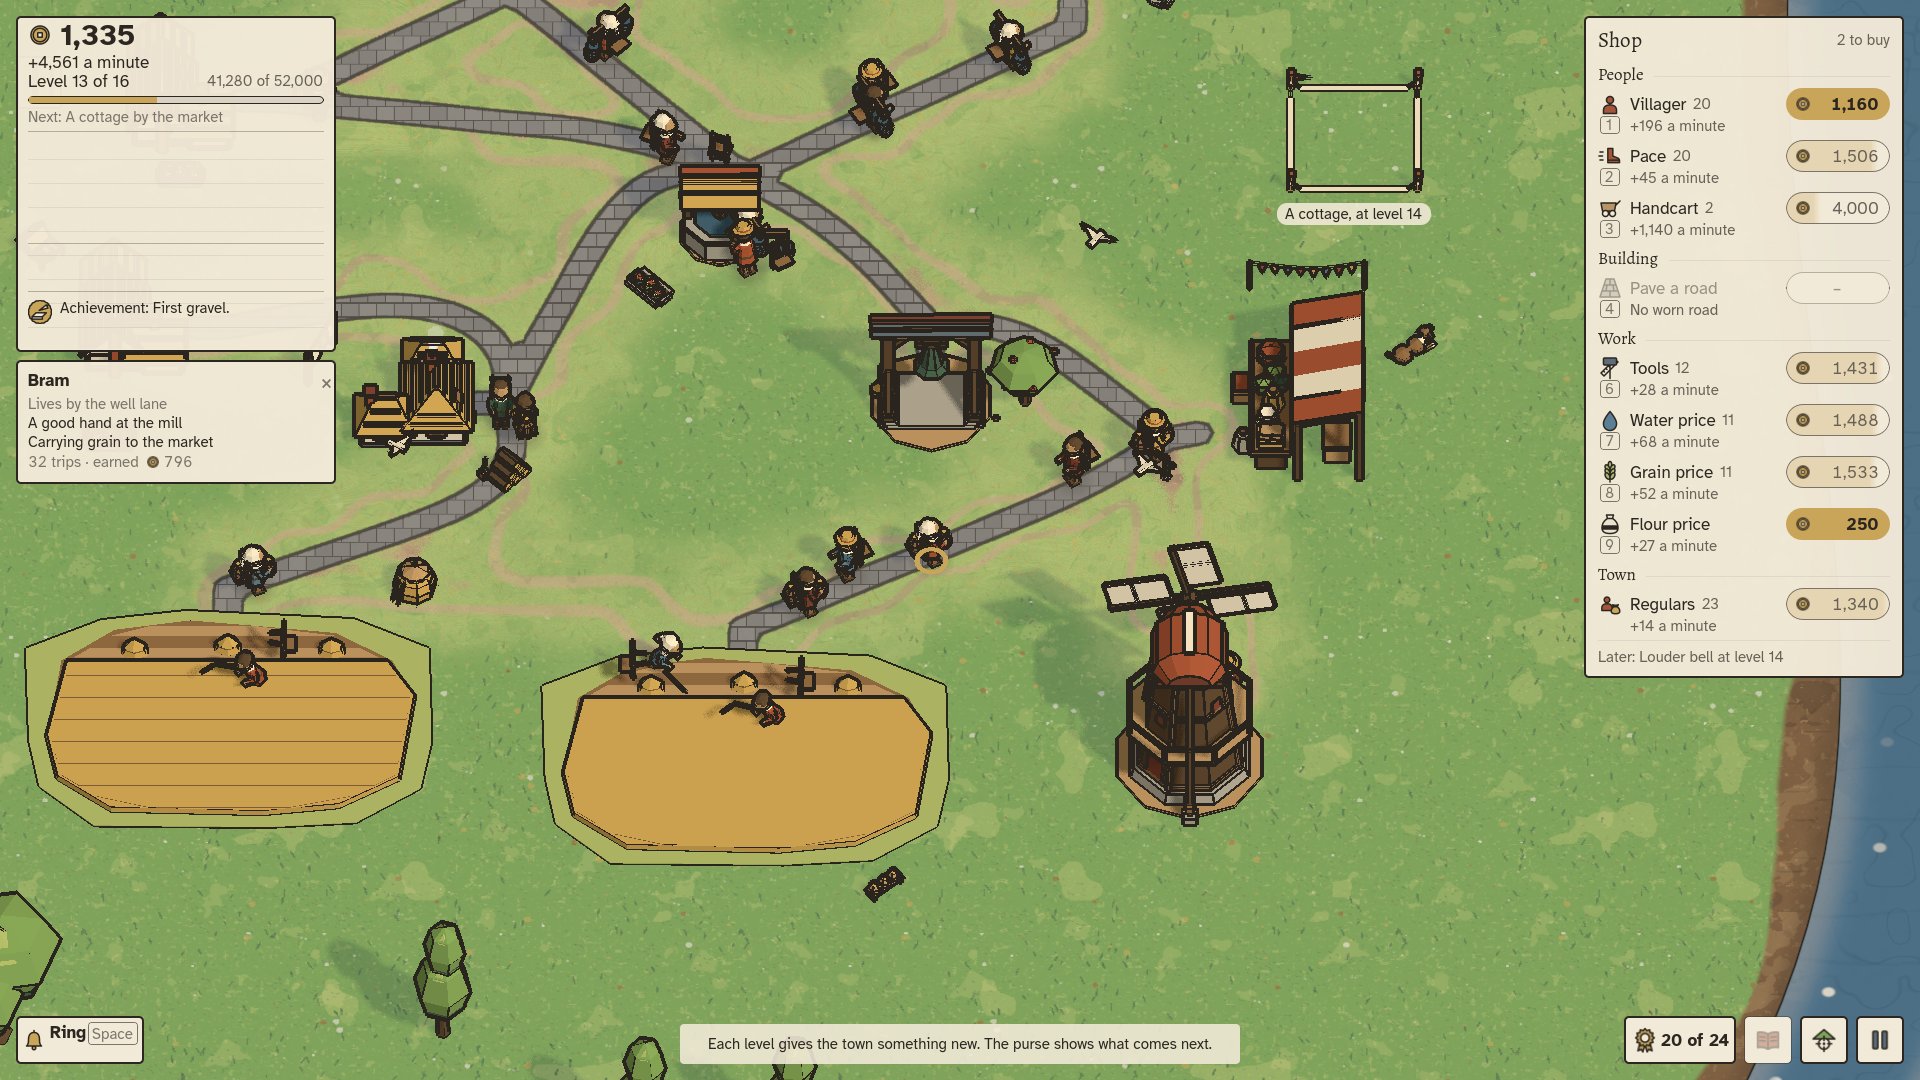 1,335
+4,561 a minute
Level 13 of 16 41,280 of 52,000
Next: A cottage by the market
Achievement: First gravel.
Bram ×
Lives by the well lane
A good hand at the mill
Carrying grain to the market
32 trips · earned 796
A cottage, at level 14
Shop 2 to buy
People
Villager 20 1,160
1 +196 a minute
Pace 20 1,506
2 +45 a minute
Handcart 2 4,000
3 +1,140 a minute
Building
Pave a road –
4 No worn road
Work
Tools 12 1,431
6 +28 a minute
Water price 11 1,488
7 +68 a minute
Grain price 11 1,533
8 +52 a minute
Flour price 250
9 +27 a minute
Town
Regulars 23 1,340
+14 a minute
Later: Louder bell at level 14
Ring Space
Each level gives the town something new. The purse shows what comes next.
20 of 24